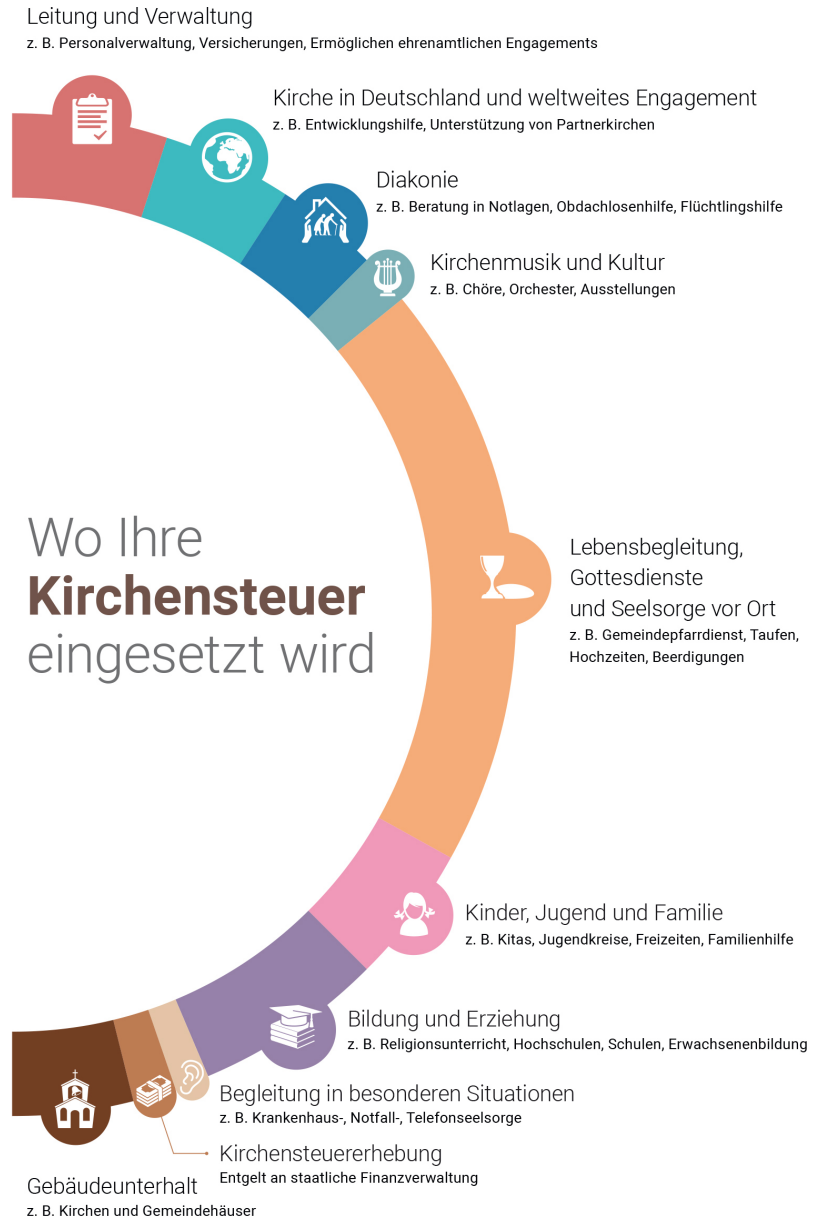 Leitung und Verwaltung
z. B. Personalverwaltung, Versicherungen, Ermöglichen ehrenamtlichen Engagements
Kirche in Deutschland und weltweites Engagement
z. B. Entwicklungshilfe, Unterstützung von Partnerkirchen
Diakonie
z. B. Beratung in Notlagen, Obdachlosenhilfe, Flüchtlingshilfe
Kirchenmusik und Kultur
z. B. Chöre, Orchester, Ausstellungen
Wo Ihre
Kirchensteuer
eingesetzt wird
Lebensbegleitung,
Gottesdienste
und Seelsorge vor Ort
z. B. Gemeindepfarrdienst, Taufen,
Hochzeiten, Beerdigungen
Kinder, Jugend und Familie
z. B. Kitas, Jugendkreise, Freizeiten, Familienhilfe
Bildung und Erziehung
z. B. Religionsunterricht, Hochschulen, Schulen, Erwachsenenbildung
Begleitung in besonderen Situationen
z. B. Krankenhaus-, Notfall-, Telefonseelsorge
Kirchensteuererhebung
Entgelt an staatliche Finanzverwaltung
Gebäudeunterhalt
z. B. Kirchen und Gemeindehäuser